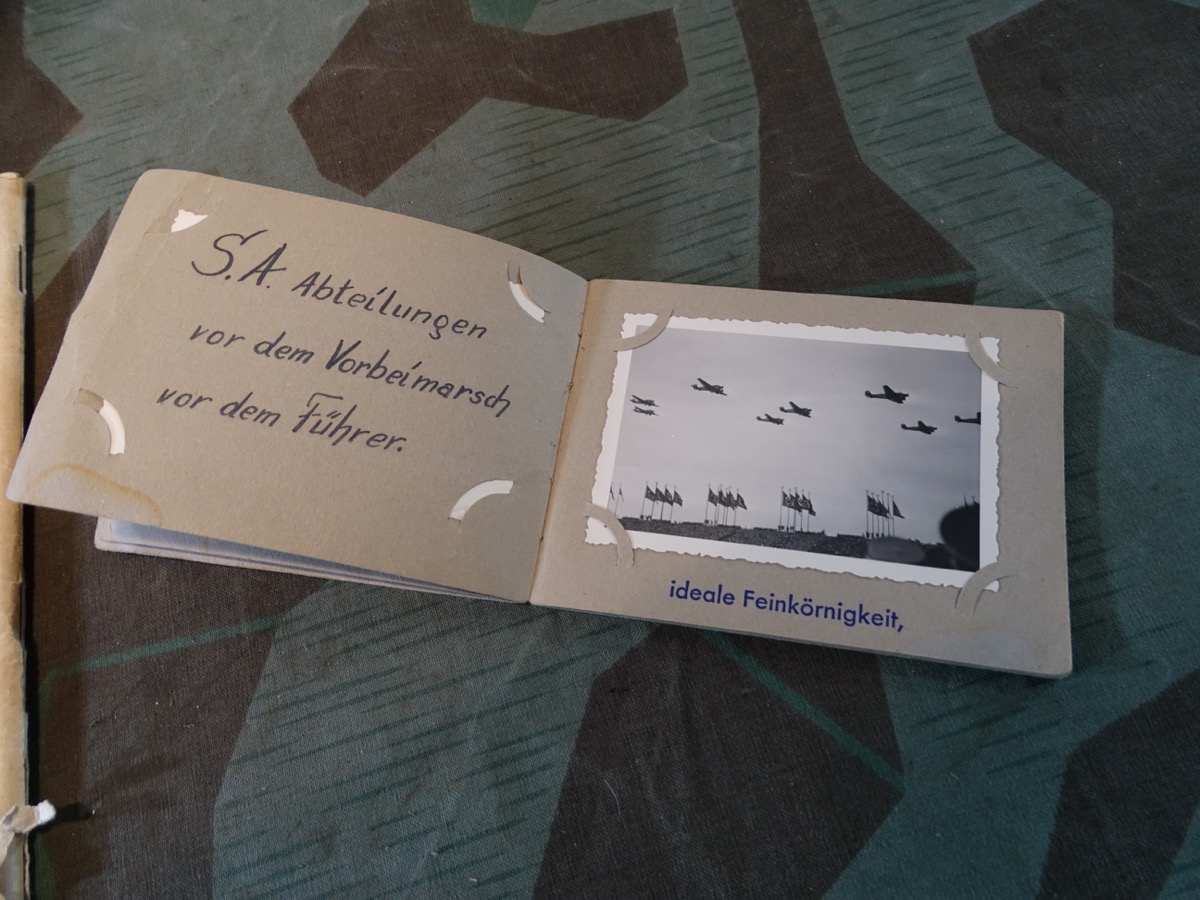 S.A. Abteilungen
vor dem Vorbeimarsch
vor dem Führer.
ideale Feinkörnigkeit,